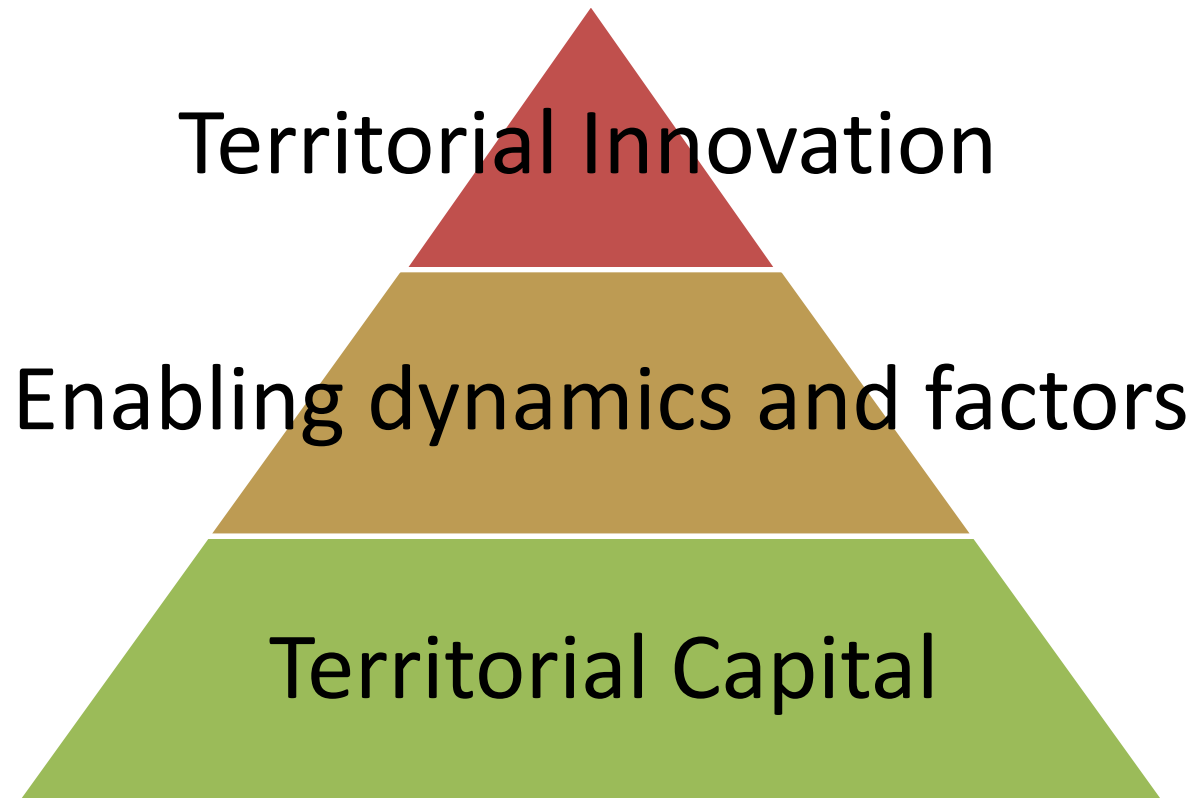 Territorial Innovation
Enabling dynamics and factors
Territorial Capital